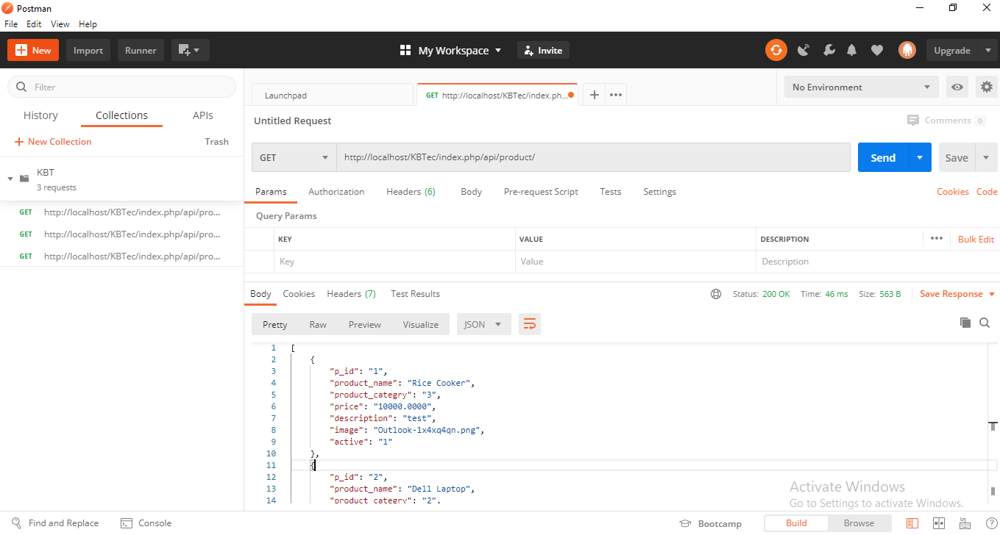 Postman
File Edit View Help
New Import Runner My Workspace Invite Upgrade
Filter
History Collections APIs
+ New Collection Trash
KBT
3 requests
GET http://localhost/KBTec/index.php/api/pro...
GET http://localhost/KBTec/index.php/api/pro...
GET http://localhost/KBTec/index.php/api/pro...
Launchpad GET http://localhost/KBTec/index.ph... + ••• No Environment
Untitled Request Comments 0
GET http://localhost/KBTec/index.php/api/product/ Send Save
Params Authorization Headers (6) Body Pre-request Script Tests Settings Cookies Code
Query Params
KEY VALUE DESCRIPTION ••• Bulk Edit
Key Value Description
Body Cookies Headers (7) Test Results Status: 200 OK Time: 46 ms Size: 563 B Save Response
Pretty Raw Preview Visualize JSON
1 [
2 {
3 "p_id": "1",
4 "product_name": "Rice Cooker",
5 "product_categry": "3",
6 "price": "10000.0000",
7 "description": "test",
8 "image": "Outlook-1x4xq4qn.png",
9 "active": "1"
10 },
11 {
12 "p_id": "2",
13 "product_name": "Dell Laptop",
14 "product_categry": "2",
Activate Windows
Go to Settings to activate Windows.
Find and Replace Console Bootcamp Build Browse